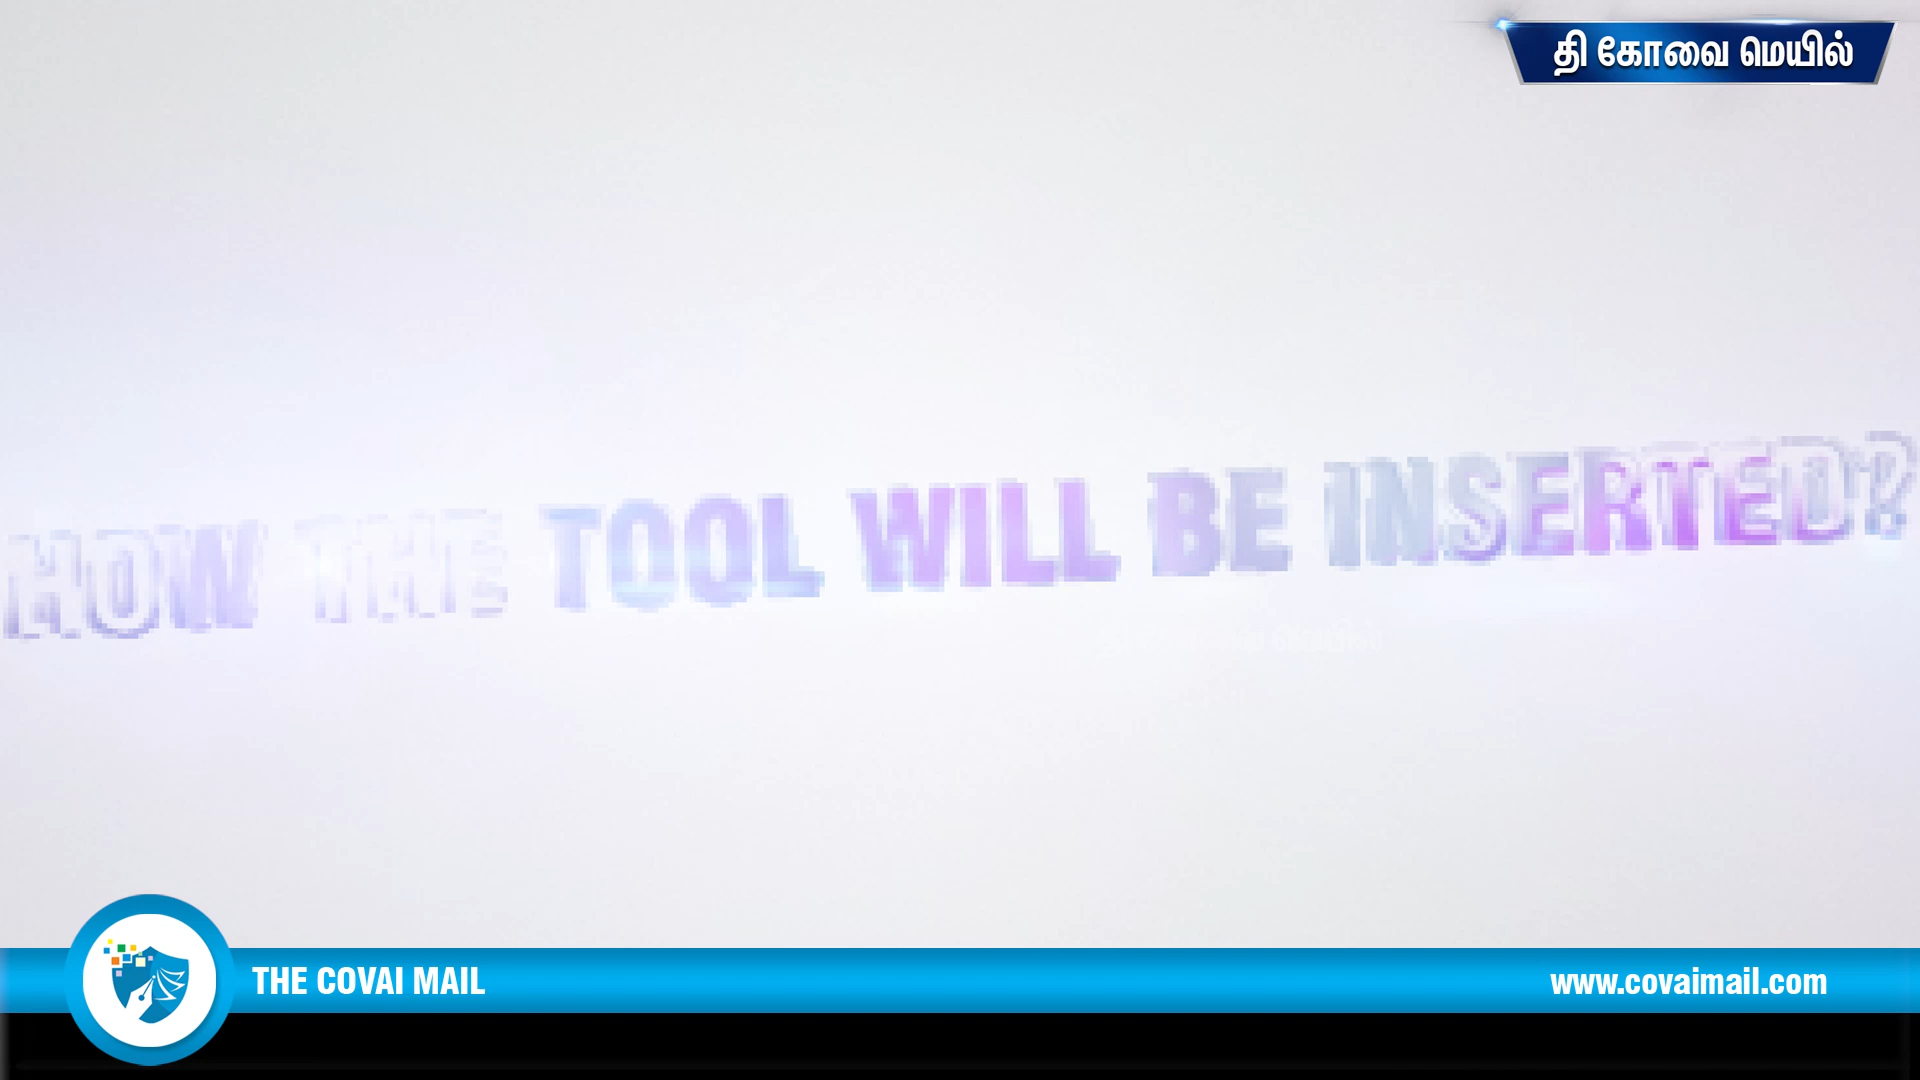 தி கோவை மெயில்
HOW THE TOOL WILL BE INSERTED?
THE COVAI MAIL
www.covaimail.com